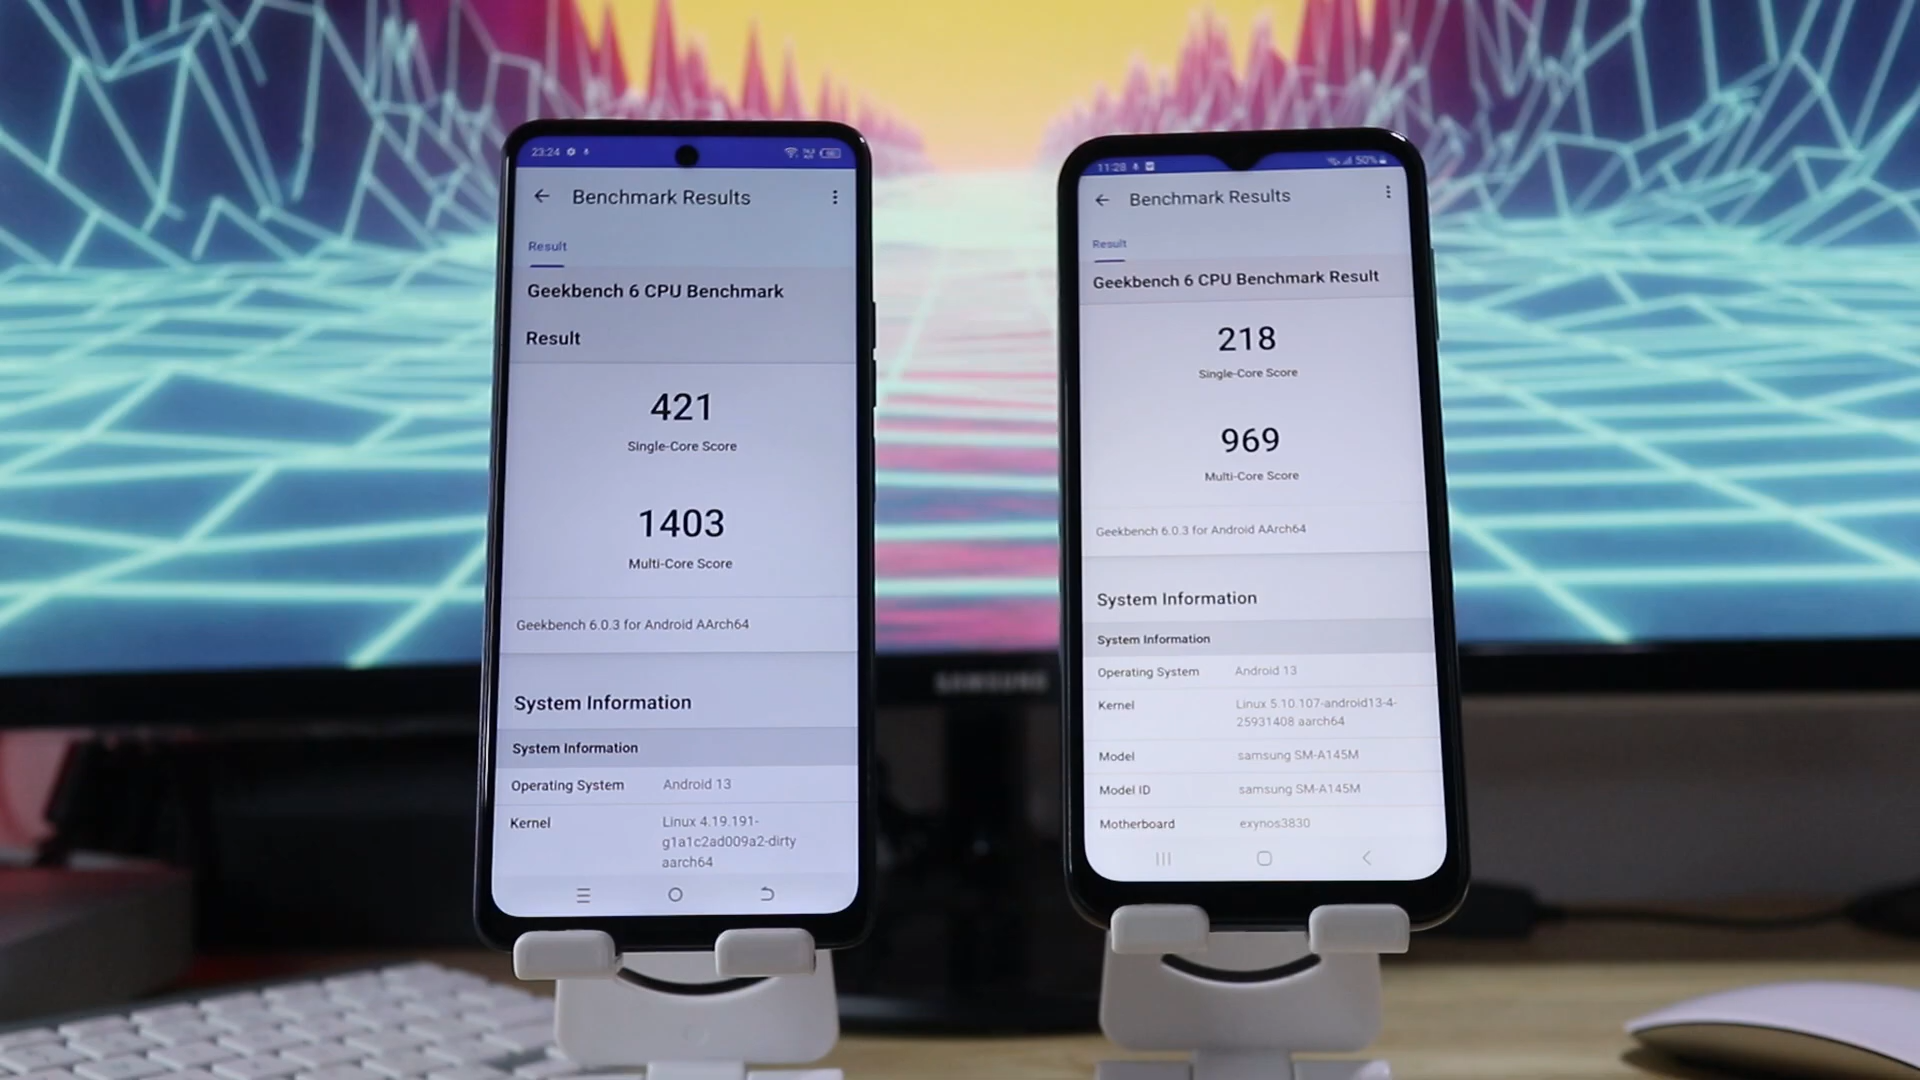 23:24
Benchmark Results
Result
Geekbench 6 CPU Benchmark
Result
421
Single-Core Score
1403
Multi-Core Score
Geekbench 6.0.3 for Android AArch64
System Information
System Information
Operating System Android 13
Kernel Linux 4.19.191-
g1a1c2ad009a2-dirty
aarch64
SAMSUNG
11:28 50%
Benchmark Results
Result
Geekbench 6 CPU Benchmark Result
218
Single-Core Score
969
Multi-Core Score
Geekbench 6.0.3 for Android AArch64
System Information
System Information
Operating System Android 13
Kernel Linux 5.10.107-android13-4-
25931408 aarch64
Model samsung SM-A145M
Model ID samsung SM-A145M
Motherboard exynos3830